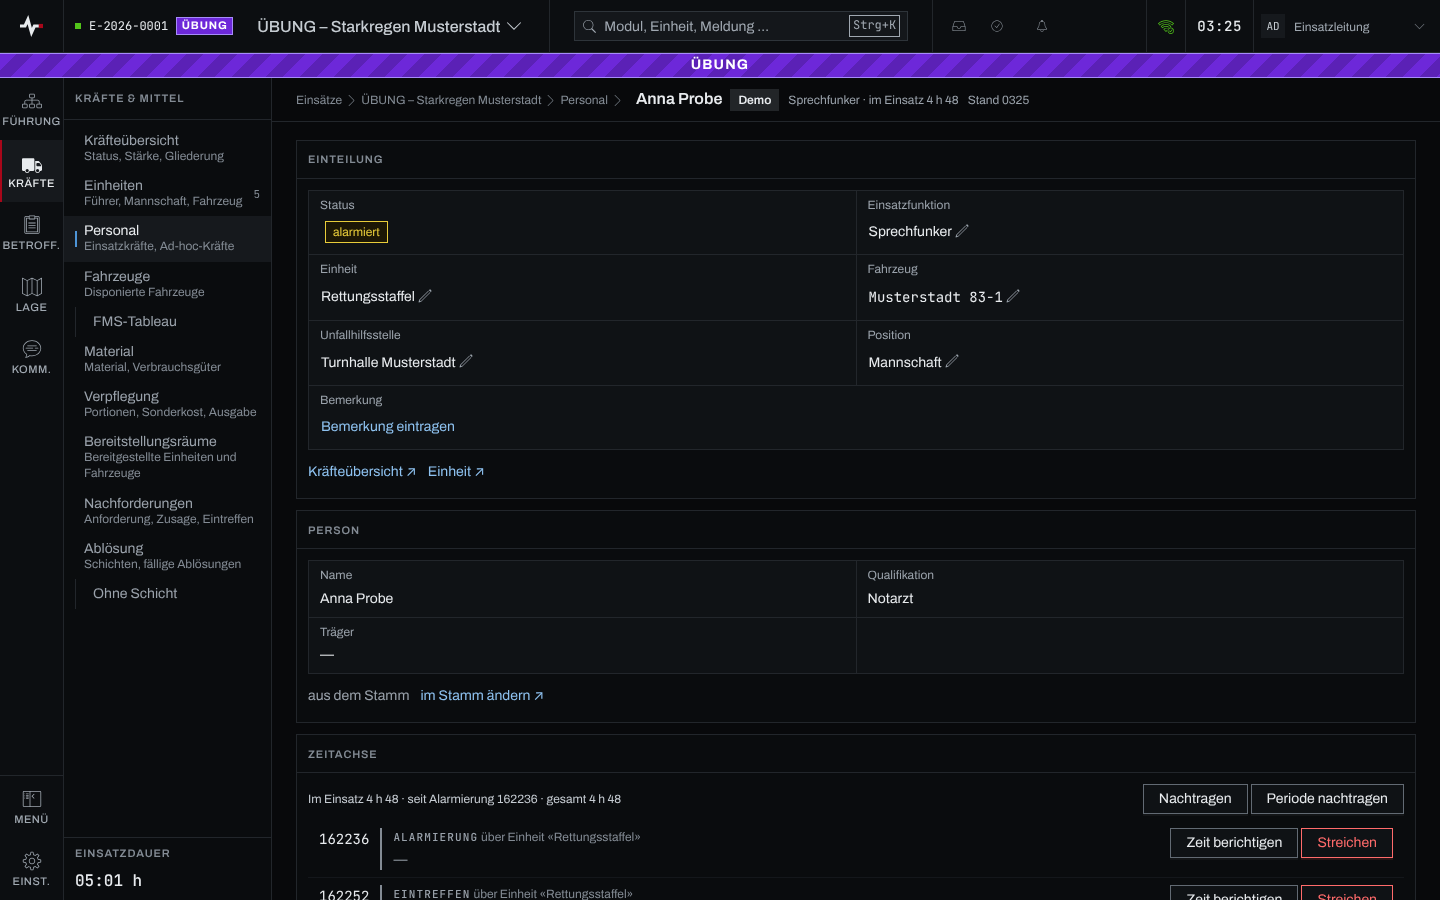 E-2026-0001 ÜBUNG ÜBUNG – Starkregen Musterstadt Modul, Einheit, Meldung ... Strg+K 03:25 AD Einsatzleitung
ÜBUNG
FÜHRUNG
KRÄFTE
BETROFF.
LAGE
KOMM.
MENÜ
EINST.
KRÄFTE & MITTEL
Kräfteübersicht
Status, Stärke, Gliederung
Einheiten
Führer, Mannschaft, Fahrzeug 5
Personal
Einsatzkräfte, Ad-hoc-Kräfte
Fahrzeuge
Disponierte Fahrzeuge
FMS-Tableau
Material
Material, Verbrauchsgüter
Verpflegung
Portionen, Sonderkost, Ausgabe
Bereitstellungsräume
Bereitgestellte Einheiten und
Fahrzeuge
Nachforderungen
Anforderung, Zusage, Eintreffen
Ablösung
Schichten, fällige Ablösungen
Ohne Schicht
EINSATZDAUER
05:01 h
Einsätze ÜBUNG – Starkregen Musterstadt Personal Anna Probe Demo Sprechfunker · im Einsatz 4 h 48 Stand 0325
EINTEILUNG
Status
alarmiert
Einsatzfunktion
Sprechfunker
Einheit
Rettungsstaffel
Fahrzeug
Musterstadt 83-1
Unfallhilfsstelle
Turnhalle Musterstadt
Position
Mannschaft
Bemerkung
Bemerkung eintragen
Kräfteübersicht ↗ Einheit ↗
PERSON
Name
Anna Probe
Qualifikation
Notarzt
Träger
—
aus dem Stamm im Stamm ändern ↗
ZEITACHSE
Im Einsatz 4 h 48 · seit Alarmierung 162236 · gesamt 4 h 48 Nachtragen Periode nachtragen
162236 ALARMIERUNG über Einheit «Rettungsstaffel» Zeit berichtigen Streichen
—
162252 EINTREFFEN über Einheit «Rettungsstaffel» Zeit berichtigen Streichen